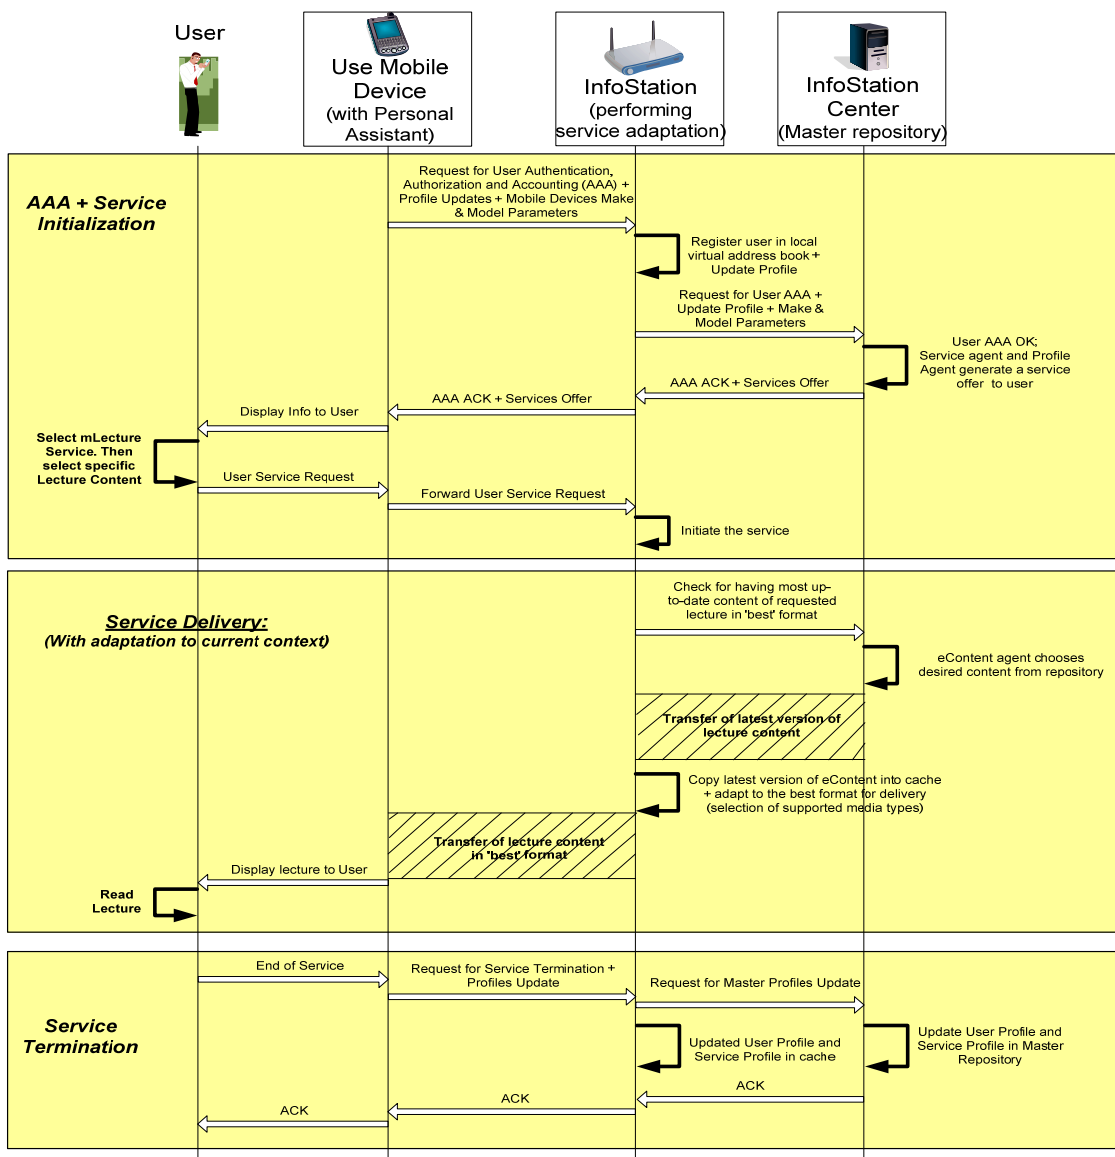 User
Use Mobile
Device
(with Personal
Assistant)
InfoStation
(performing
service adaptation)
InfoStation
Center
(Master repository)
AAA + Service
Initialization
Request for User Authentication,
Authorization and Accounting (AAA) +
Profile Updates + Mobile Devices Make
& Model Parameters
Register user in local
virtual address book +
Update Profile
Request for User AAA +
Update Profile + Make &
Model Parameters
User AAA OK;
Service agent and Profile
Agent generate a service
offer to user
AAA ACK + Services Offer
AAA ACK + Services Offer
Display Info to User
Select mLecture
Service. Then
select specific
Lecture Content
User Service Request
Forward User Service Request
Initiate the service
Service Delivery:
(With adaptation to current context)
Check for having most up-
to-date content of requested
lecture in 'best' format
eContent agent chooses
desired content from repository
Transfer of latest version of
lecture content
Copy latest version of eContent into cache
+ adapt to the best format for delivery
(selection of supported media types)
Transfer of lecture content
in 'best' format
Display lecture to User
Read
Lecture
Service
Termination
End of Service
Request for Service Termination +
Profiles Update
Request for Master Profiles Update
Updated User Profile and
Service Profile in cache
Update User Profile and
Service Profile in Master
Repository
ACK
ACK
ACK